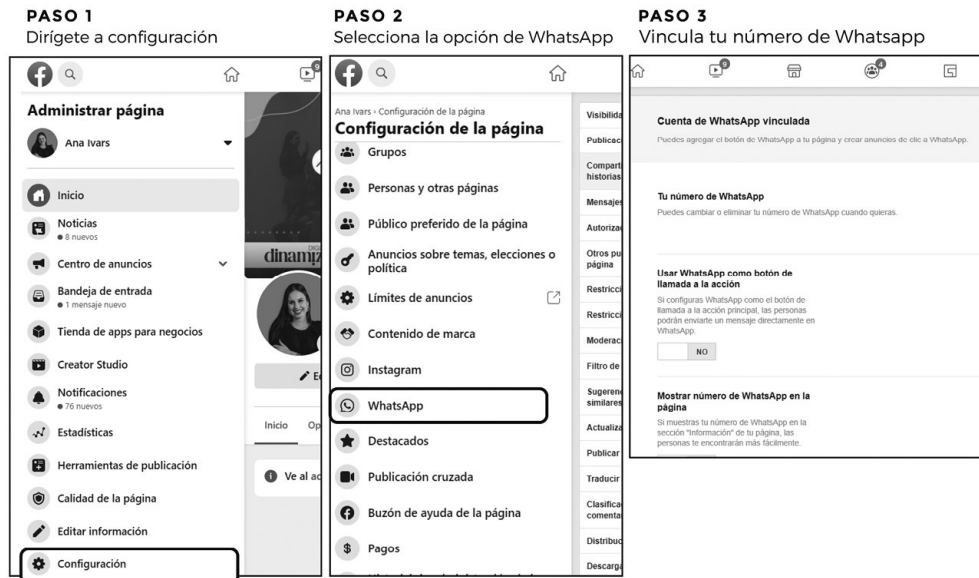 PASO 1
Dirígete a configuración
Administrar página
Ana Ivars
Inicio
Noticias
8 nuevos
Centro de anuncios
Bandeja de entrada
1 mensaje nuevo
Tienda de apps para negocios
Creator Studio
Notificaciones
76 nuevos
Estadísticas
Herramientas de publicación
Calidad de la página
Editar información
Configuración
9
Inicio
Ve al
PASO 2
Selecciona la opción de WhatsApp
Ana Ivars › Configuración de la página
Configuración de la página
Grupos
Personas y otras páginas
Público preferido de la página
Anuncios sobre temas, elecciones o
política
Límites de anuncios
Contenido de marca
Instagram
WhatsApp
Destacados
Publicación cruzada
Buzón de ayuda de la página
Pagos
Visibilida
Publicac
Compart
historias
Mensajes
Autoriza
Otros pu
página
Restricci
Restricci
Moderac
Filtro de
Sugeren
similares
Actualiza
Publicar
Traducir
Clasifica
comenta
Distribuc
Descarga
PASO 3
Vincula tu número de Whatsapp
9
4
Cuenta de WhatsApp vinculada
Puedes agregar el botón de WhatsApp a tu página y crear anuncios de clic a WhatsApp.
Tu número de WhatsApp
Puedes cambiar o eliminar tu número de WhatsApp cuando quieras.
Usar WhatsApp como botón de
llamada a la acción
Si configuras WhatsApp como el botón de
llamada a la acción principal, las personas
podrán enviarte un mensaje directamente en
WhatsApp.
NO
Mostrar número de WhatsApp en la
página
Si muestras tu número de WhatsApp en la
sección "Información" de tu página, las
personas te encontrarán más fácilmente.